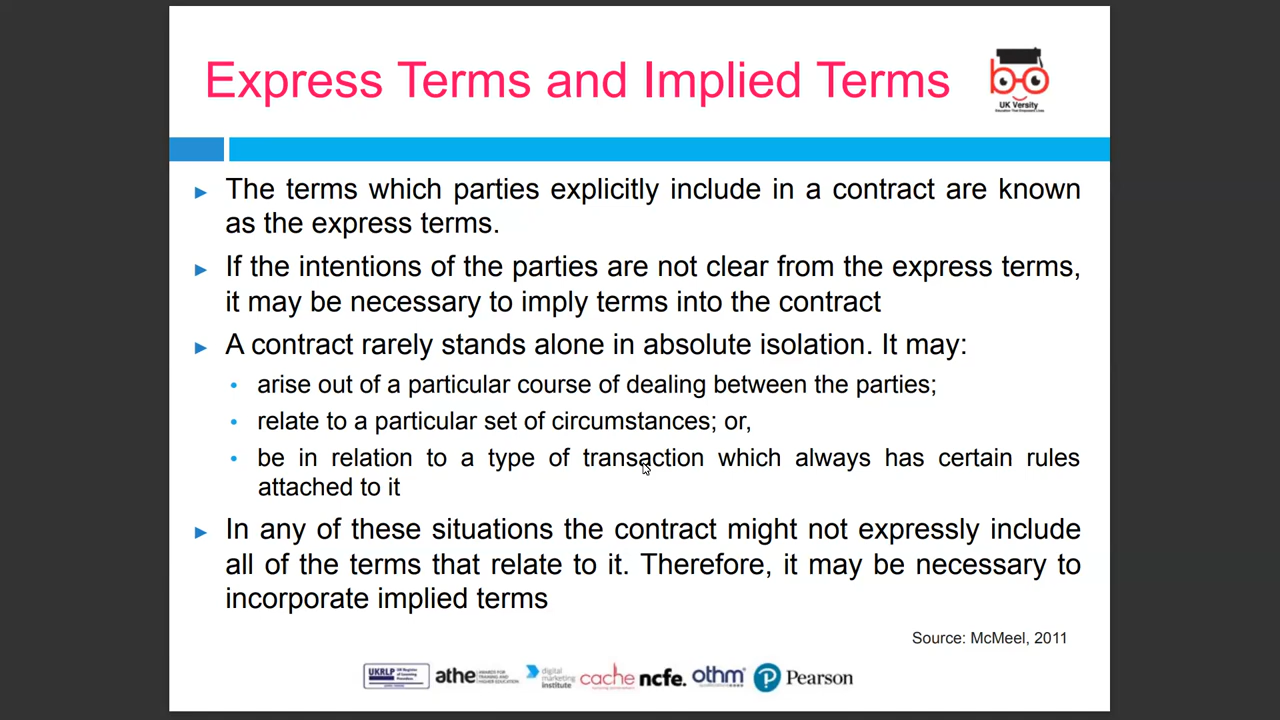 Express Terms and Implied Terms
UK Versity
The terms which parties explicitly include in a contract are known
as the express terms.
If the intentions of the parties are not clear from the express terms,
it may be necessary to imply terms into the contract
A contract rarely stands alone in absolute isolation. It may:
arise out of a particular course of dealing between the parties;
relate to a particular set of circumstances; or,
be in relation to a type of transaction which always has certain rules
attached to it
In any of these situations the contract might not expressly include
all of the terms that relate to it. Therefore, it may be necessary to
incorporate implied terms
Source: McMeel, 2011
UKRLP
athe
digital
marketing
institute
cache
ncfe.
othm
Pearson